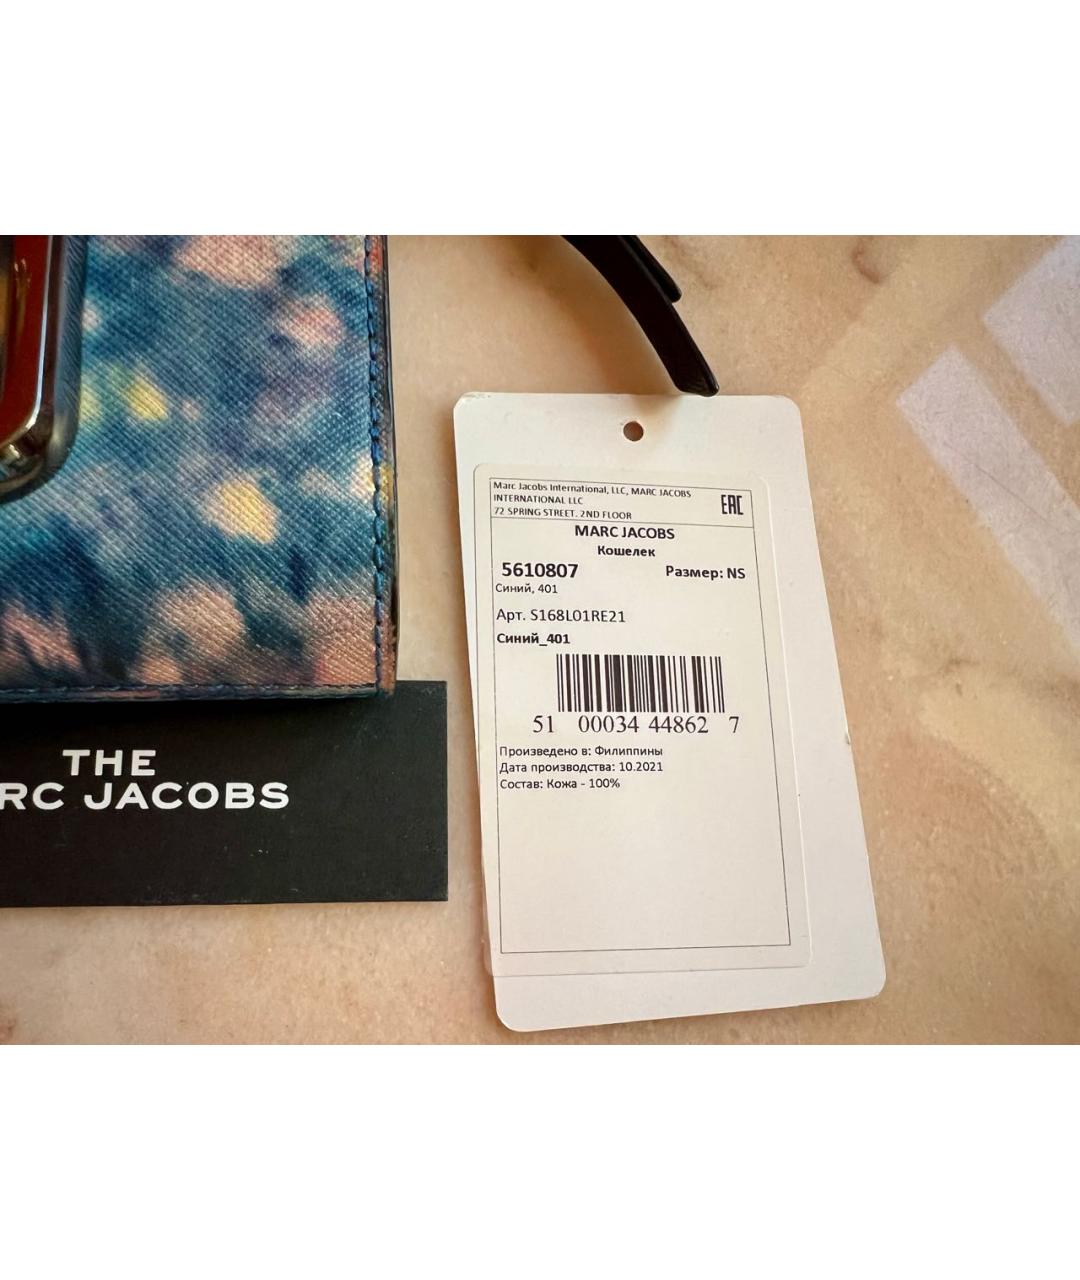 Marc Jacobs International, LLC, MARC JACOBS
INTERNATIONAL LLC
72 SPRING STREET. 2ND FLOOR
EAC
MARC JACOBS
Кошелек
5610807 Размер: NS
Синий, 401
Арт. S168L01RE21
Синий_401
51 00034 44862 7
Произведено в: Филиппины
Дата производства: 10.2021
Состав: Кожа - 100%
THE
RC JACOBS